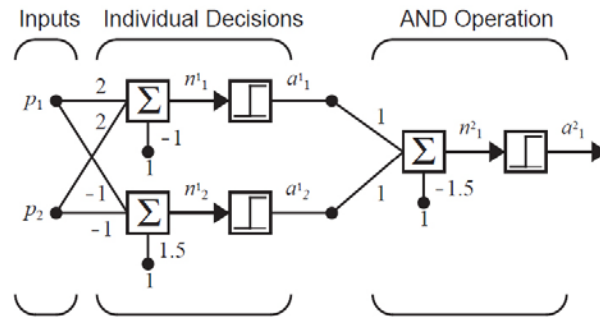 Inputs Individual Decisions AND Operation
p₁ 2 Σ n¹₁ a¹₁
2 -1 1
1 Σ n²₁ a²₁
p₂ -1 Σ n¹₂ a¹₂ 1 -1.5
-1 1
1.5
1